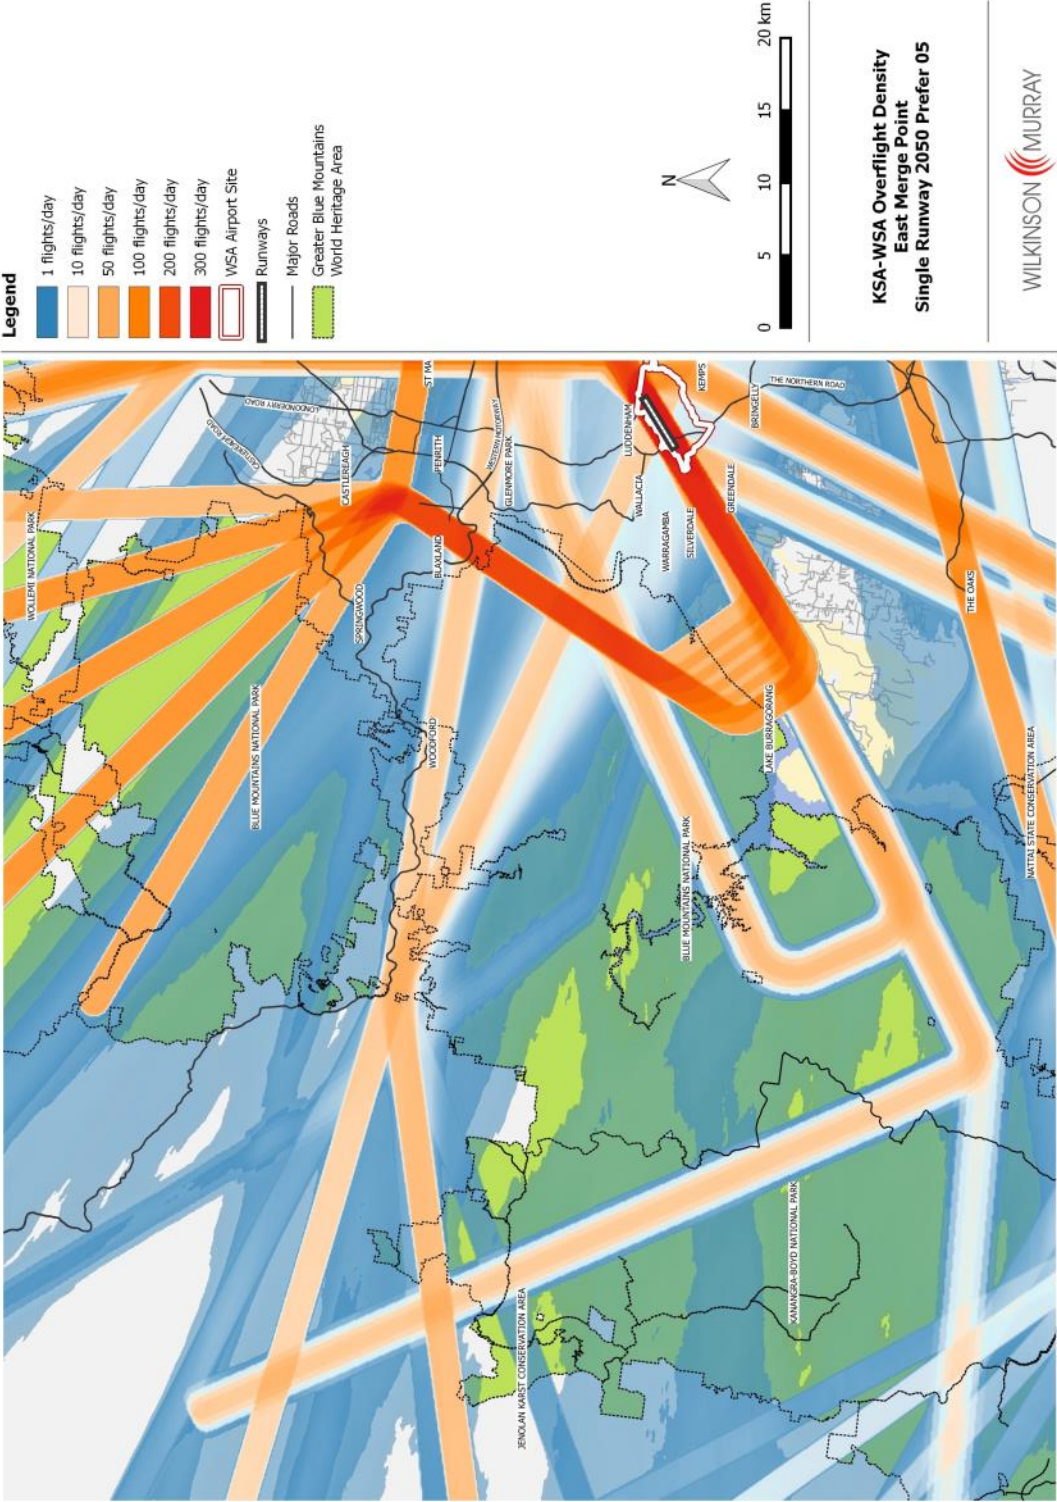 Legend
1 flights/day
10 flights/day
50 flights/day
100 flights/day
200 flights/day
300 flights/day
WSA Airport Site
Runways
Major Roads
Greater Blue Mountains
World Heritage Area
N
0 5 10 15 20 km
KSA-WSA Overflight Density
East Merge Point
Single Runway 2050 Prefer 05
WILKINSON MURRAY
WOLLEMI NATIONAL PARK
CASTLEREAGH ROAD
LONDONDERRY ROAD
CASTLEREAGH
ST MA
SPRINGWOOD
BLAXLAND
PENRITH
WESTERN MOTORWAY
GLENMORE PARK
BLUE MOUNTAINS NATIONAL PARK
WOODFORD
LUDDENHAM
WALLACIA
WARRAGAMBA
SILVERDALE
KEMPS
GREENDALE
BRINGELLY
THE NORTHERN ROAD
LAKE BURRAGORANG
BLUE MOUNTAINS NATIONAL PARK
THE OAKS
NATTAI STATE CONSERVATION AREA
JENOLAN KARST CONSERVATION AREA
KANANGRA-BOYD NATIONAL PARK